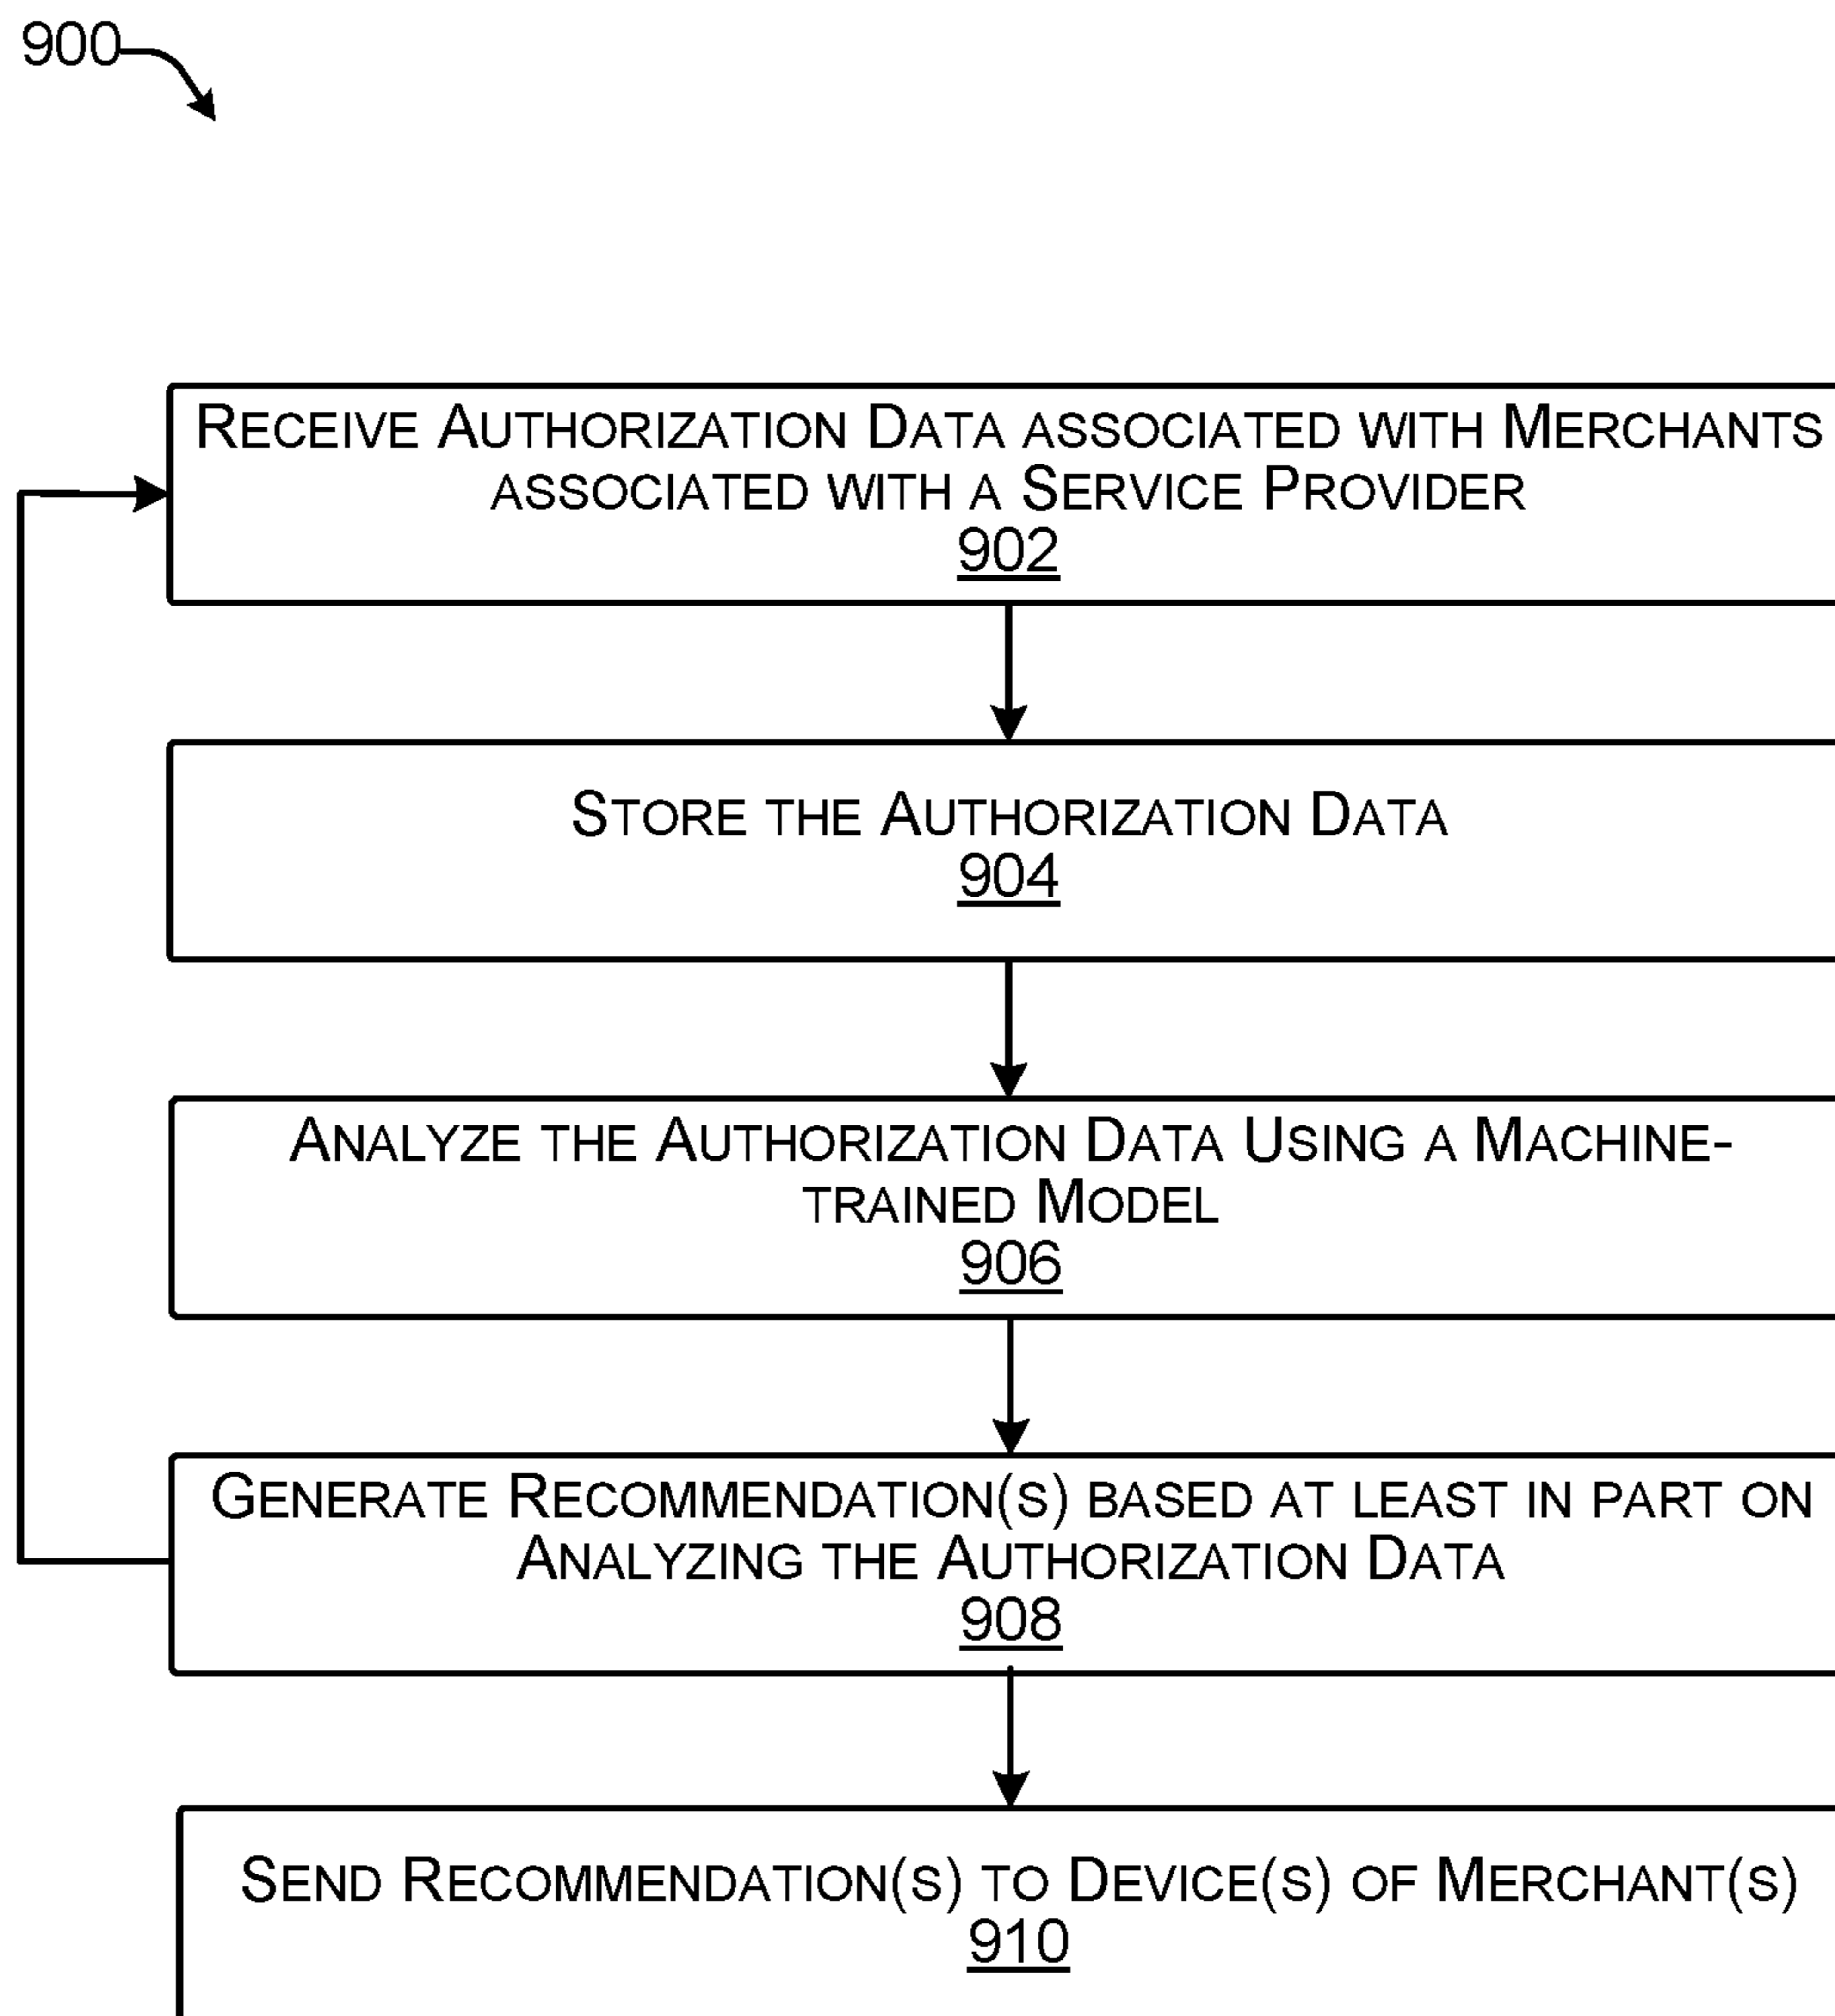 900
RECEIVE AUTHORIZATION DATA ASSOCIATED WITH MERCHANTS
ASSOCIATED WITH A SERVICE PROVIDER
902
STORE THE AUTHORIZATION DATA
904
ANALYZE THE AUTHORIZATION DATA USING A MACHINE-
TRAINED MODEL
906
GENERATE RECOMMENDATION(S) BASED AT LEAST IN PART ON
ANALYZING THE AUTHORIZATION DATA
908
SEND RECOMMENDATION(S) TO DEVICE(S) OF MERCHANT(S)
910